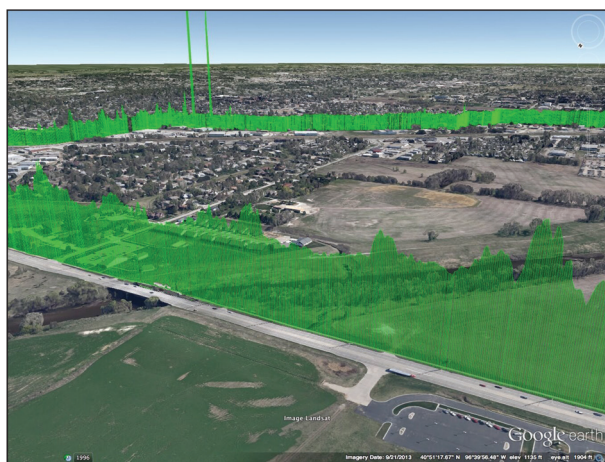 Image Landsat
Google earth
1996
Imagery Date: 9/21/2013 40°51'17.67" N 96°39'56.48" W elev 1135 ft eye alt 1904 ft